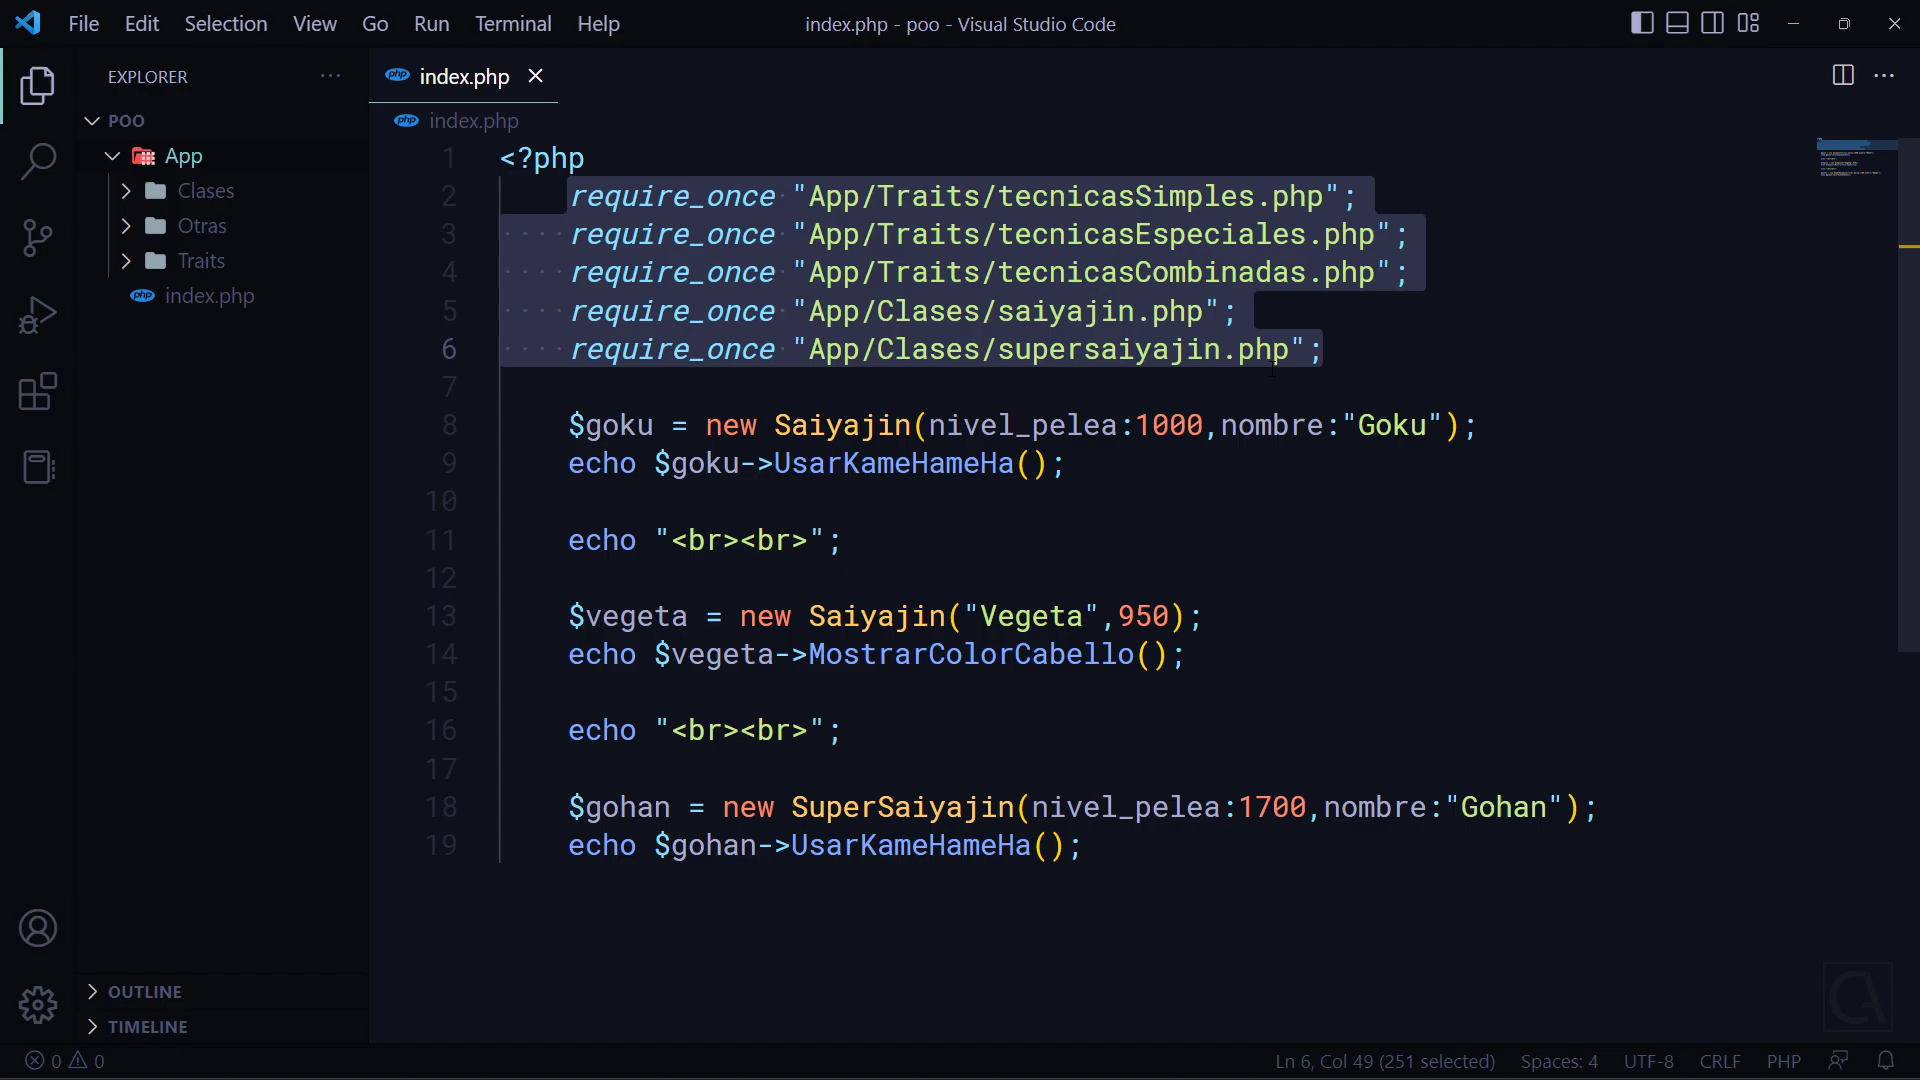 File Edit Selection View Go Run Terminal Help
index.php - poo - Visual Studio Code
EXPLORER
POO
App
Clases
Otras
Traits
index.php
OUTLINE
TIMELINE
php index.php
php index.php
1 <?php
2 require_once "App/Traits/tecnicasSimples.php";
3 require_once "App/Traits/tecnicasEspeciales.php";
4 require_once "App/Traits/tecnicasCombinadas.php";
5 require_once "App/Clases/saiyajin.php";
6 require_once "App/Clases/supersaiyajin.php";
7
8 $goku = new Saiyajin(nivel_pelea:1000,nombre:"Goku");
9 echo $goku->UsarKameHameHa();
10
11 echo "<br><br>";
12
13 $vegeta = new Saiyajin("Vegeta",950);
14 echo $vegeta->MostrarColorCabello();
15
16 echo "<br><br>";
17
18 $gohan = new SuperSaiyajin(nivel_pelea:1700,nombre:"Gohan");
19 echo $gohan->UsarKameHameHa();
CA
0 0
Ln 6, Col 49 (251 selected) Spaces: 4 UTF-8 CRLF PHP